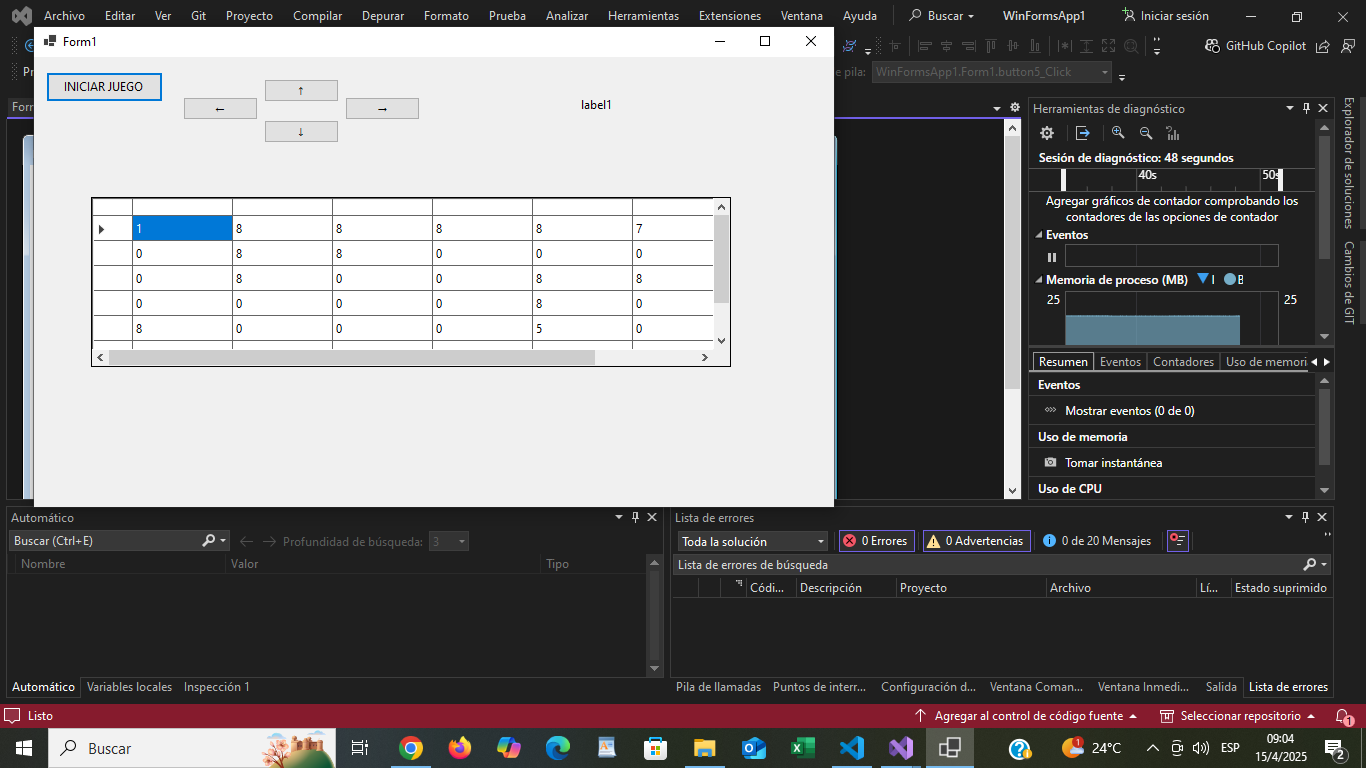 Archivo Editar Ver Git Proyecto Compilar Depurar Formato Prueba Analizar Herramientas Extensiones Ventana Ayuda Buscar WinFormsApp1 Iniciar sesión
Form1
GitHub Copilot
INICIAR JUEGO
← ↑ → ↓
label1
de pila: WinFormsApp1.Form1.button5_Click
Herramientas de diagnóstico
Sesión de diagnóstico: 48 segundos
40s 50s
Agregar gráficos de contador comprobando los
contadores de las opciones de contador
Eventos
Memoria de proceso (MB) I B
25 25
Resumen Eventos Contadores Uso de memori
Eventos
Mostrar eventos (0 de 0)
Uso de memoria
Tomar instantánea
Uso de CPU
Explorador de soluciones
Cambios de GIT
1 8 8 8 8 7
0 8 8 0 0 0
0 8 0 0 8 8
0 0 0 0 8 0
8 0 0 0 5 0
Automático
Buscar (Ctrl+E) Profundidad de búsqueda: 3
Nombre Valor Tipo
Automático Variables locales Inspección 1
Lista de errores
Toda la solución 0 Errores 0 Advertencias 0 de 20 Mensajes
Lista de errores de búsqueda
Códi... Descripción Proyecto Archivo Lí... Estado suprimido
Pila de llamadas Puntos de interr... Configuración d... Ventana Coman... Ventana Inmedi... Salida Lista de errores
Listo Agregar al control de código fuente Seleccionar repositorio 1
Buscar 1 24°C ESP 09:04
15/4/2025 2